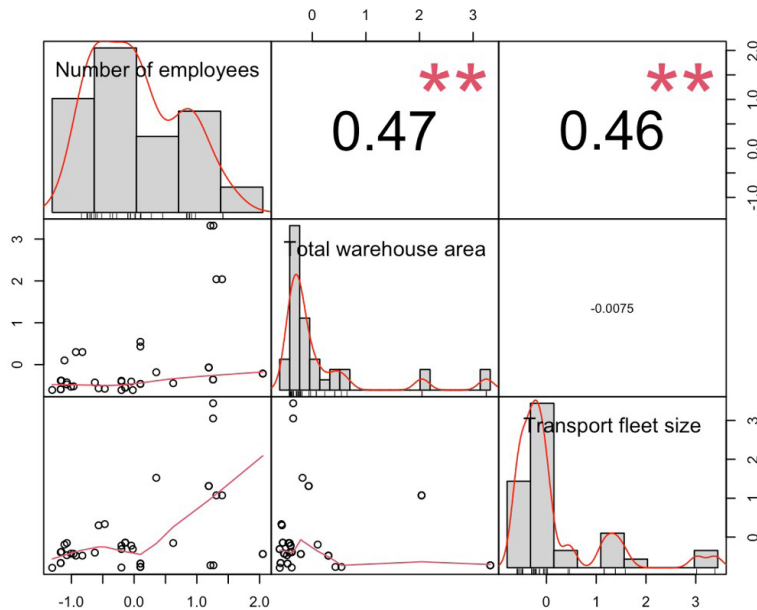 0 1 2 3
Number of employees
**
0.47
**
0.46
-1.0 0.0 1.0 2.0
Total warehouse area
0 1 2 3
-0.0075
Transport fleet size
0 1 2 3
-1.0 0.0 1.0 2.0
0 1 2 3